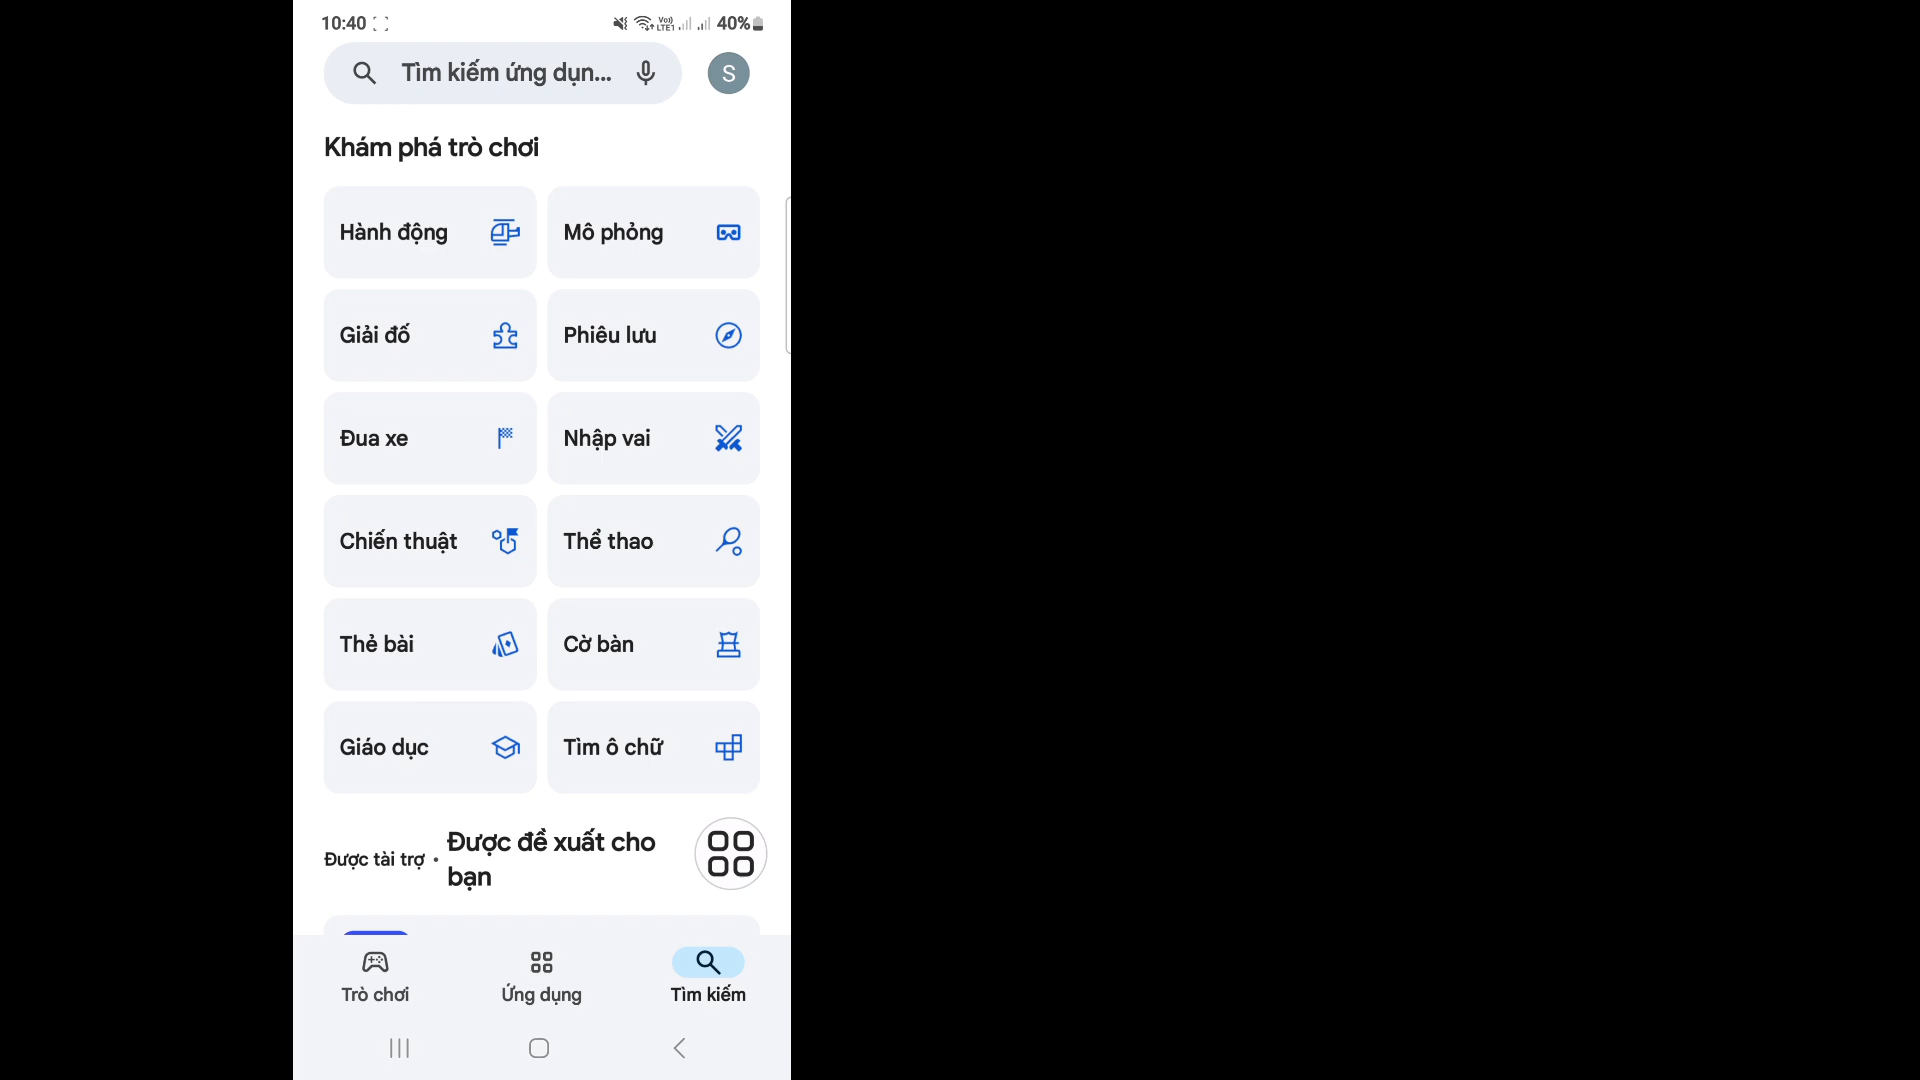 10:40
Vo)) LTE1 40%
Tìm kiếm ứng dụn...
S
Khám phá trò chơi
Hành động
Mô phỏng
Giải đố
Phiêu lưu
Đua xe
Nhập vai
Chiến thuật
Thể thao
Thẻ bài
Cờ bàn
Giáo dục
Tìm ô chữ
Được tài trợ •
Được đề xuất cho
bạn
Trò chơi
Ứng dụng
Tìm kiếm